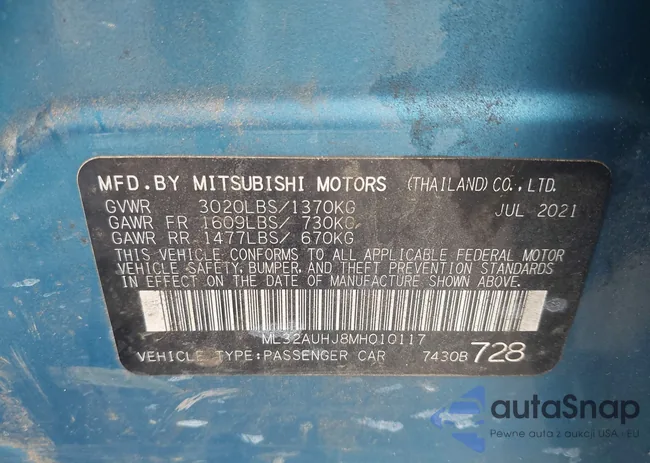 MFD. BY MITSUBISHI MOTORS (THAILAND) CO., LTD.
GVWR 3020LBS/1370KG JUL 2021
GAWR FR 1609LBS/ 730KG
GAWR RR 1477LBS/ 670KG
THIS VEHICLE CONFORMS TO ALL APPLICABLE FEDERAL MOTOR
VEHICLE SAFETY, BUMPER, AND THEFT PREVENTION STANDARDS
IN EFFECT ON THE DATE OF MANUFACTURE SHOWN ABOVE.
ML32AUHJ8MH010117
VEHICLE TYPE:PASSENGER CAR 7430B 728
autaSnap
Pewne auta z aukcji USA - EU